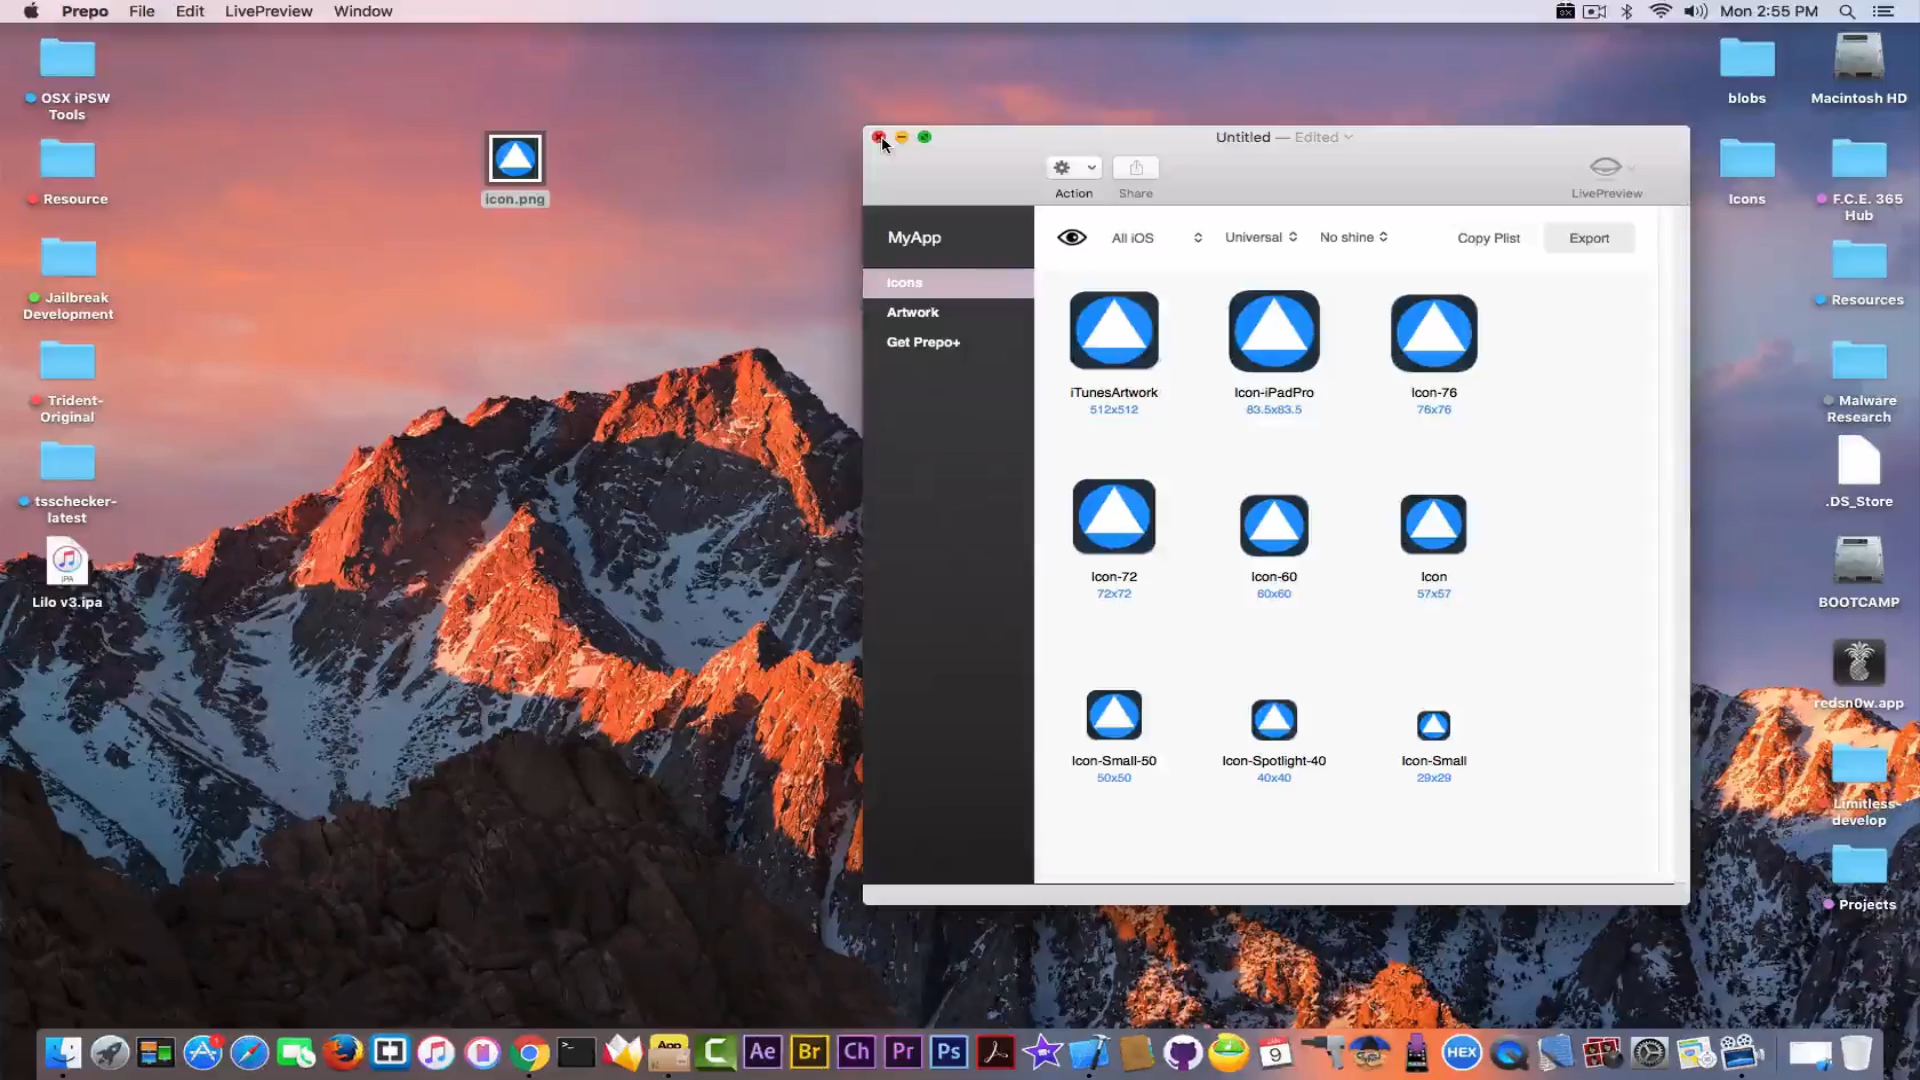 Prepo File Edit LivePreview Window
Mon 2:55 PM
OSX iPSW
Tools
Resource
Jailbreak
Development
Trident-
Original
tsschecker-
latest
iPA
Lilo v3.ipa
icon.png
Untitled — Edited
Action
Share
LivePreview
MyApp
Icons
Artwork
Get Prepo+
All iOS
Universal
No shine
Copy Plist
Export
iTunesArtwork
512x512
Icon-iPadPro
83.5x83.5
Icon-76
76x76
Icon-72
72x72
Icon-60
60x60
Icon
57x57
Icon-Small-50
50x50
Icon-Spotlight-40
40x40
Icon-Small
29x29
blobs
Macintosh HD
Icons
F.C.E. 365
Hub
Resources
Malware
Research
.DS_Store
BOOTCAMP
redsn0w.app
Limitless-
develop
Projects
App
Ae
Br
Ch
Pr
Ps
9
HEX